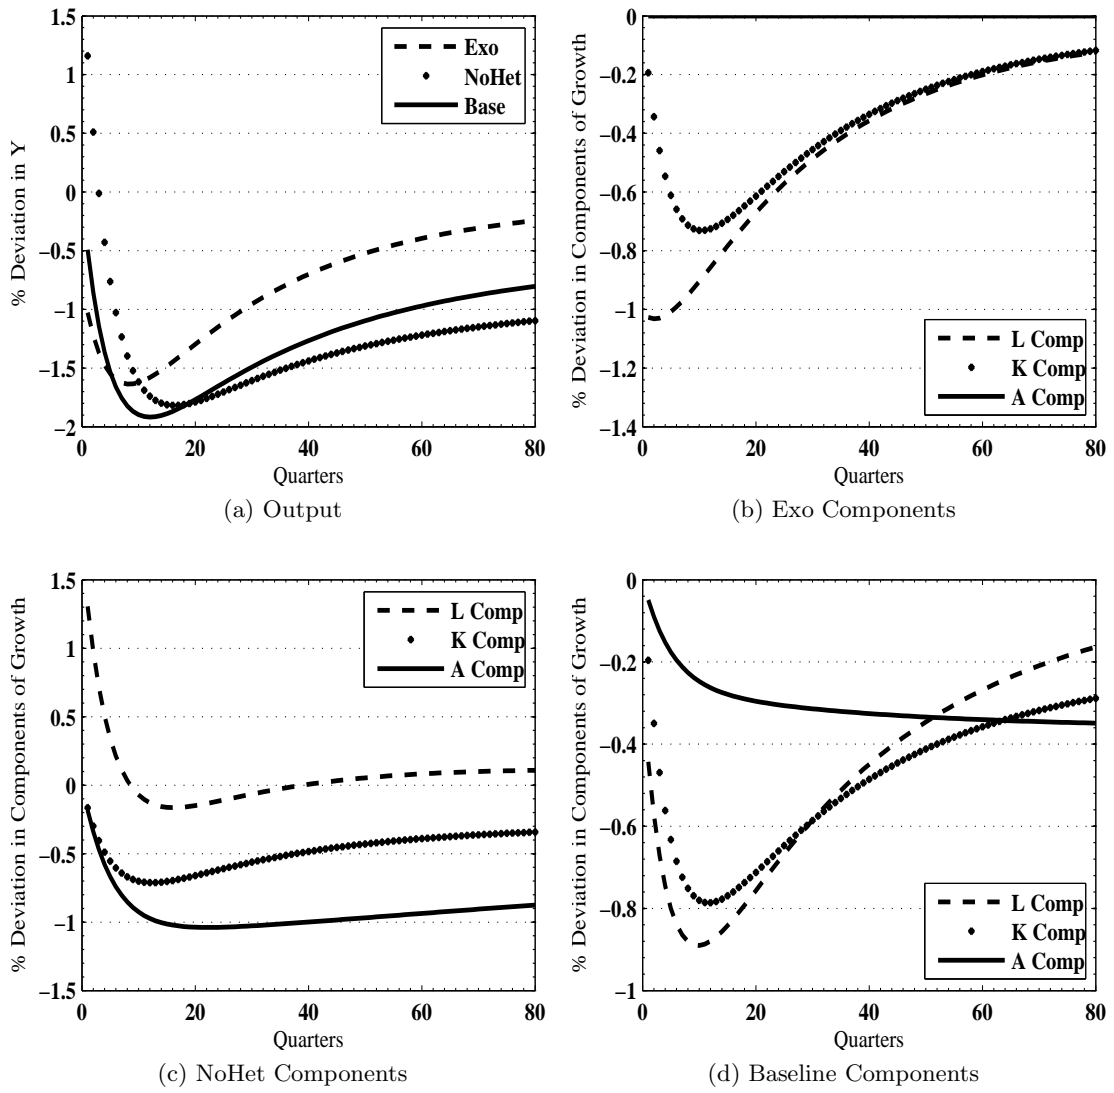 % Deviation in Y
1.5
1
0.5
0
−0.5
−1
−1.5
−2
0 20 40 60 80
Quarters
Exo
NoHet
Base
(a) Output
% Deviation in Components of Growth
0
−0.2
−0.4
−0.6
−0.8
−1
−1.2
−1.4
0 20 40 60 80
Quarters
L Comp
K Comp
A Comp
(b) Exo Components
% Deviation in Components of Growth
1.5
1
0.5
0
−0.5
−1
−1.5
0 20 40 60 80
Quarters
L Comp
K Comp
A Comp
(c) NoHet Components
% Deviation in Components of Growth
0
−0.2
−0.4
−0.6
−0.8
−1
0 20 40 60 80
Quarters
L Comp
K Comp
A Comp
(d) Baseline Components